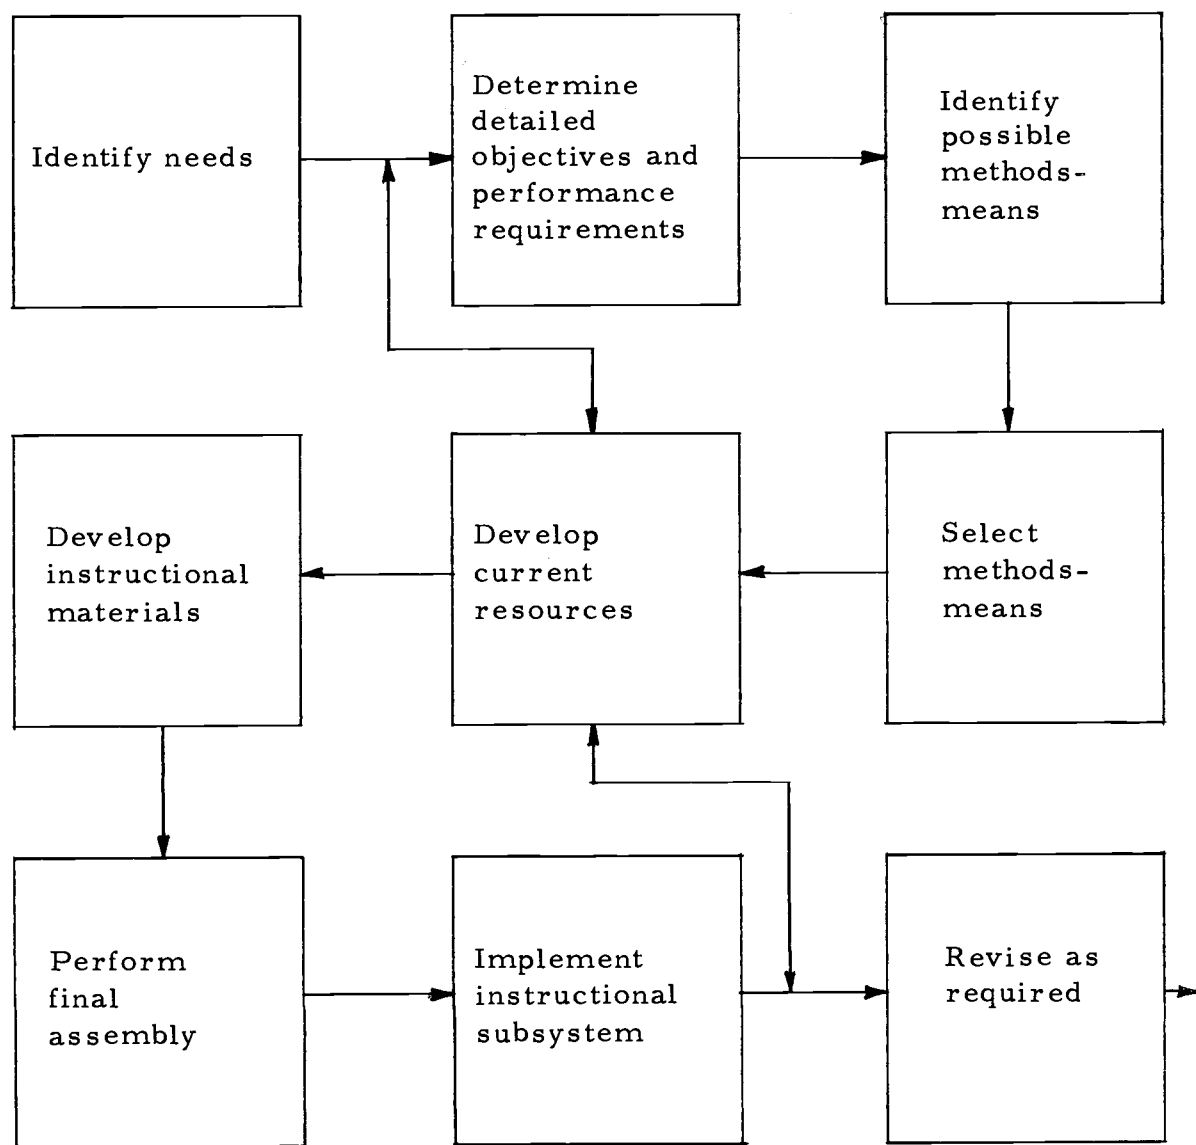 Identify needs
Determine
detailed
objectives and
performance
requirements
Identify
possible
methods-
means
Develop
instructional
materials
Develop
current
resources
Select
methods-
means
Perform
final
assembly
Implement
instructional
subsystem
Revise as
required